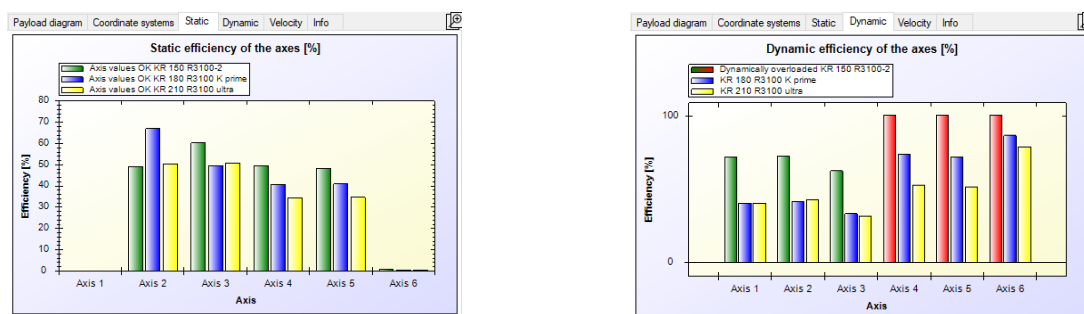 Payload diagram Coordinate systems Static Dynamic Velocity Info
Static efficiency of the axes [%]
Axis values OK KR 150 R3100-2
Axis values OK KR 180 R3100 K prime
Axis values OK KR 210 R3100 ultra
Efficiency [%]
80
70
60
50
40
30
20
10
0
Axis 1 Axis 2 Axis 3 Axis 4 Axis 5 Axis 6
Axis
Payload diagram Coordinate systems Static Dynamic Velocity Info
Dynamic efficiency of the axes [%]
Dynamically overloaded KR 150 R3100-2
KR 180 R3100 K prime
KR 210 R3100 ultra
Efficiency [%]
100
0
Axis 1 Axis 2 Axis 3 Axis 4 Axis 5 Axis 6
Axis